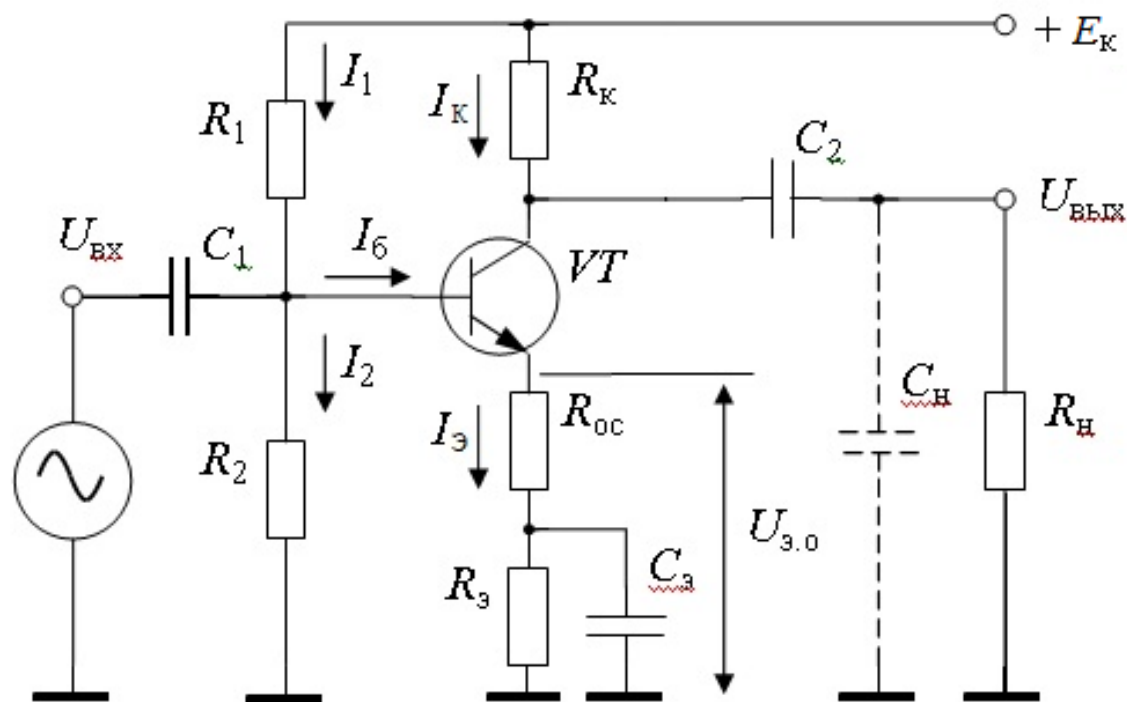 + Eк
I1
Iк
Rк
R1
C2
Uвх
C1
Iб
VT
Uвых
I2
Iэ
Rос
Cн
Rн
R2
Uэ.о
Rэ
Cэ